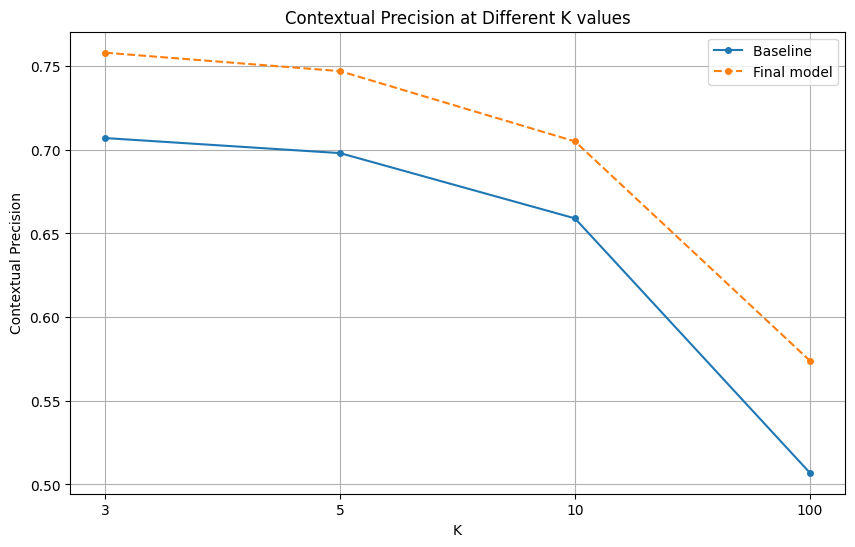 Contextual Precision at Different K values
Baseline
Final model
0.75
0.70
0.65
0.60
0.55
0.50
Contextual Precision
3
5
10
100
K